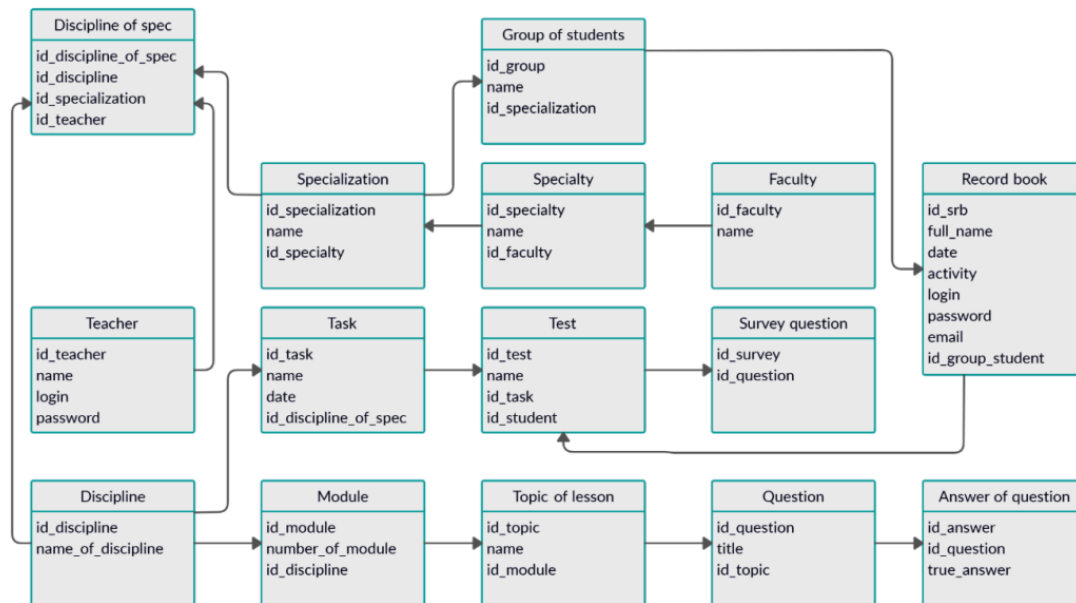 Discipline of spec
id_discipline_of_spec
id_discipline
id_specialization
id_teacher
Group of students
id_group
name
id_specialization
Specialization
id_specialization
name
id_specialty
Specialty
id_specialty
name
id_faculty
Faculty
id_faculty
name
Record book
id_srb
full_name
date
activity
login
password
email
id_group_student
Teacher
id_teacher
name
login
password
Task
id_task
name
date
id_discipline_of_spec
Test
id_test
name
id_task
id_student
Survey question
id_survey
id_question
Discipline
id_discipline
name_of_discipline
Module
id_module
number_of_module
id_discipline
Topic of lesson
id_topic
name
id_module
Question
id_question
title
id_topic
Answer of question
id_answer
id_question
true_answer